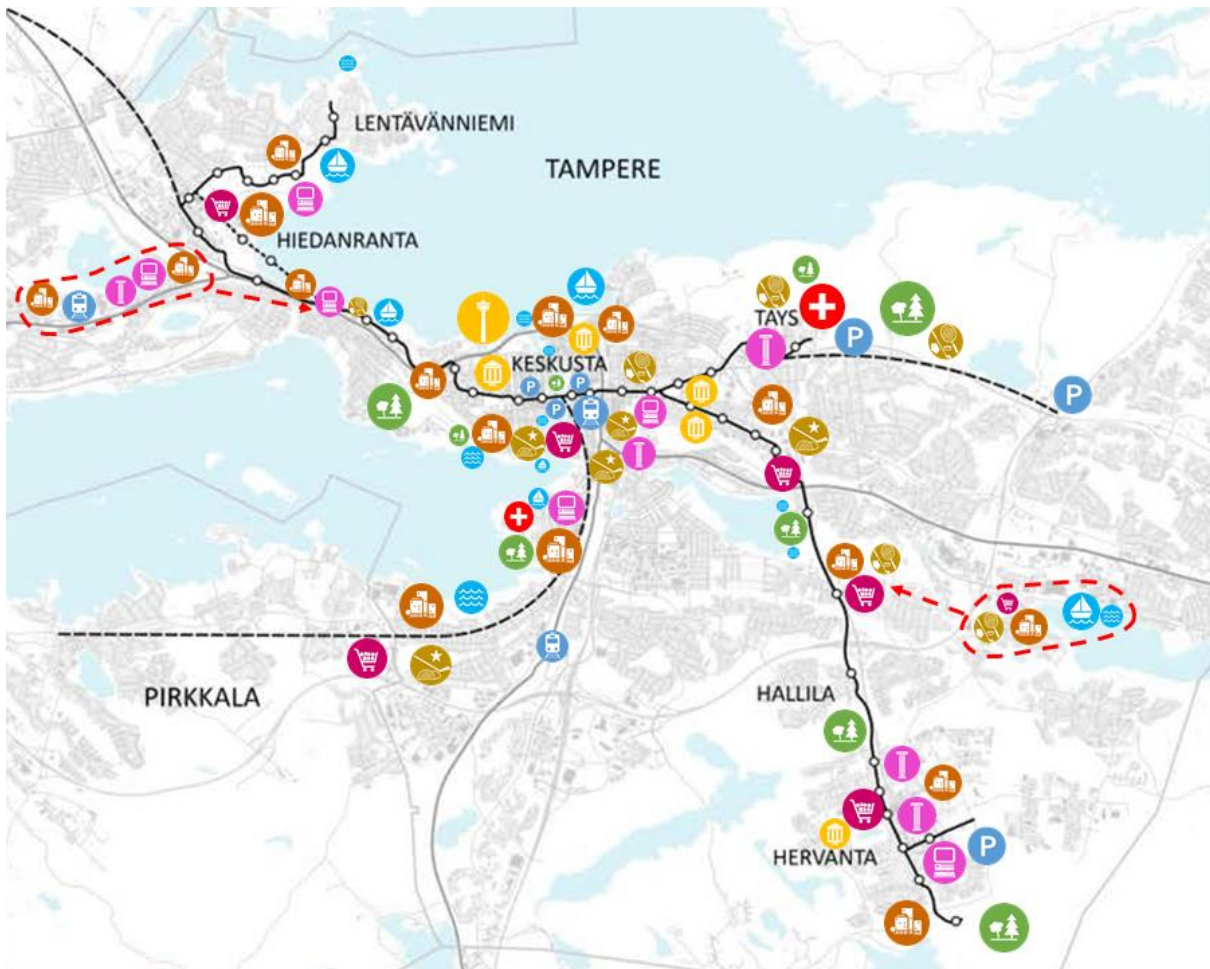 LENTÄVÄNNIEMI
TAMPERE
HIEDANRANTA
TAYS
P
KESKUSTA
P
P
P
P
PIRKKALA
HALLILA
HERVANTA
P